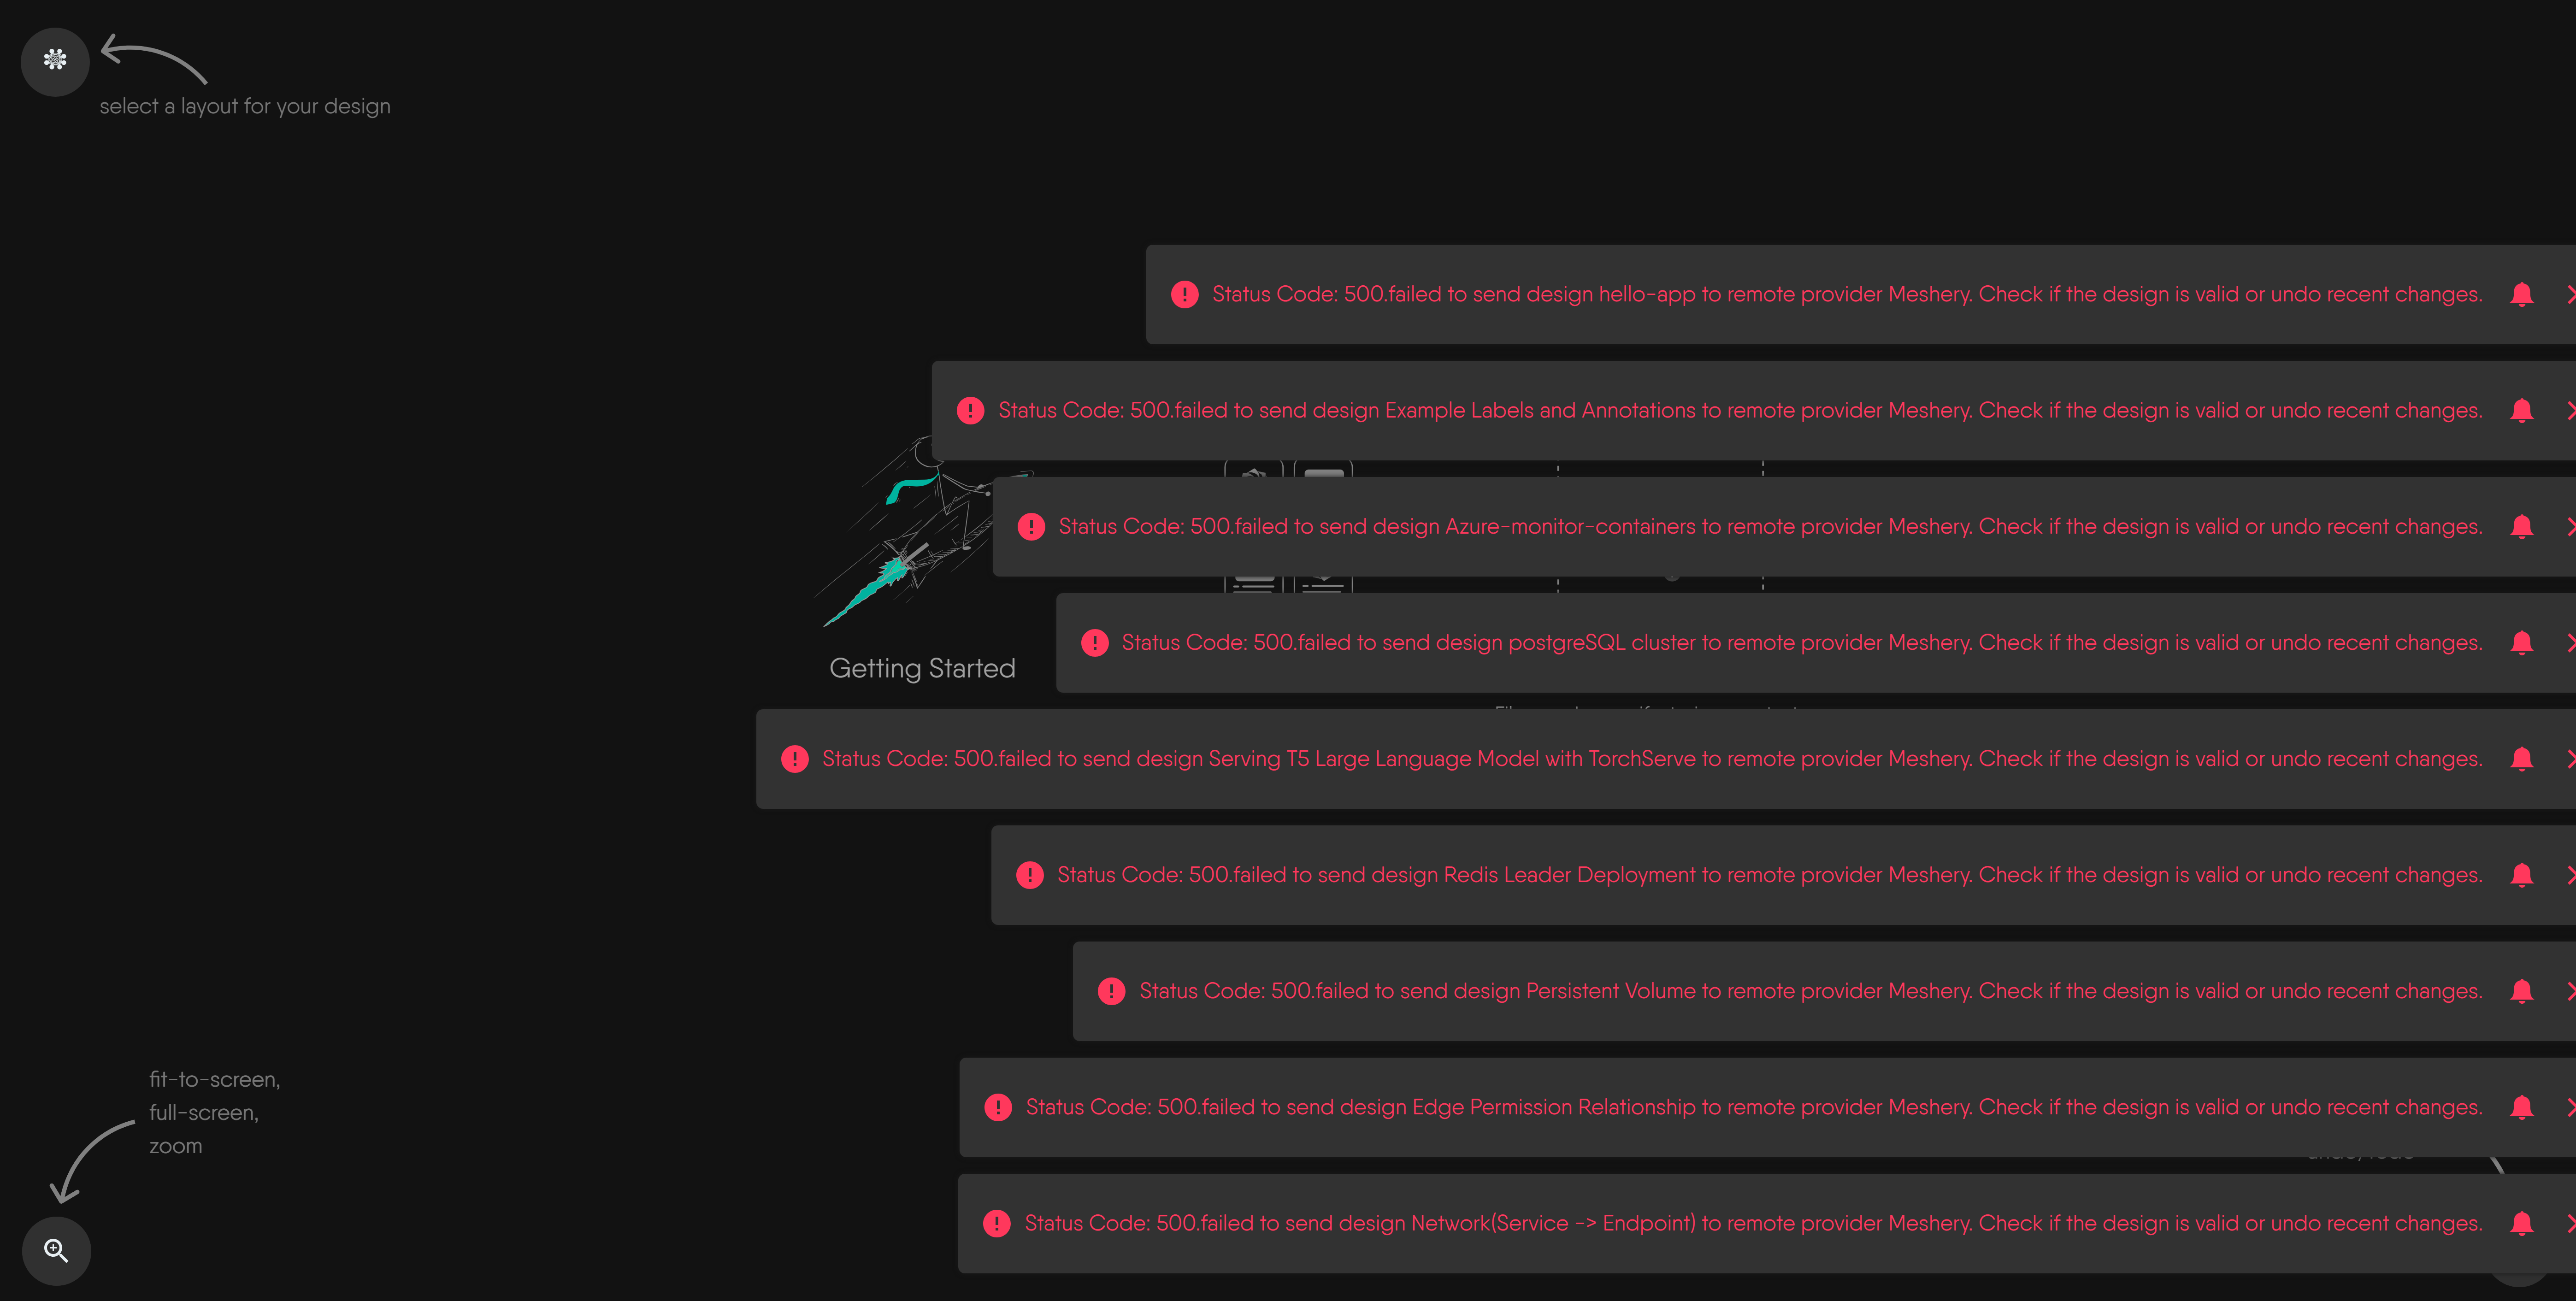 select a layout for your design
Status Code: 500.failed to send design hello-app to remote provider Meshery. Check if the design is valid or undo recent changes.
Status Code: 500.failed to send design Example Labels and Annotations to remote provider Meshery. Check if the design is valid or undo recent changes.
Status Code: 500.failed to send design Azure-monitor-containers to remote provider Meshery. Check if the design is valid or undo recent changes.
Status Code: 500.failed to send design postgreSQL cluster to remote provider Meshery. Check if the design is valid or undo recent changes.
Getting Started
Status Code: 500.failed to send design Serving T5 Large Language Model with TorchServe to remote provider Meshery. Check if the design is valid or undo recent changes.
Status Code: 500.failed to send design Redis Leader Deployment to remote provider Meshery. Check if the design is valid or undo recent changes.
Status Code: 500.failed to send design Persistent Volume to remote provider Meshery. Check if the design is valid or undo recent changes.
fit-to-screen,
full-screen,
zoom
Status Code: 500.failed to send design Edge Permission Relationship to remote provider Meshery. Check if the design is valid or undo recent changes.
Status Code: 500.failed to send design Network(Service -> Endpoint) to remote provider Meshery. Check if the design is valid or undo recent changes.